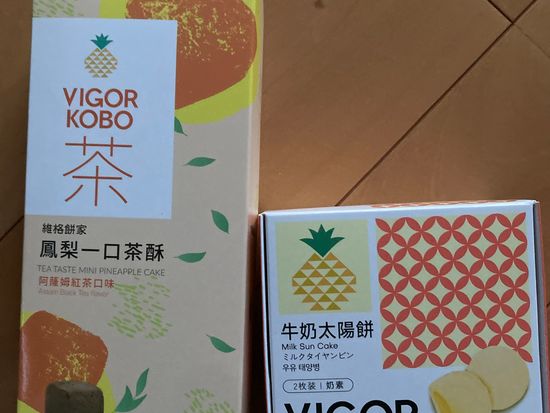 VIGOR
KOBO
茶
維格餅家
鳳梨一口茶酥
TEA TASTE MINI PINEAPPLE CAKE
阿薩姆紅茶口味
Assam Black Tea flavor
牛奶太陽餅
Milk Sun Cake
ミルクタイヤンビン
우유 태양병
2枚装 | 奶素
VIGOR